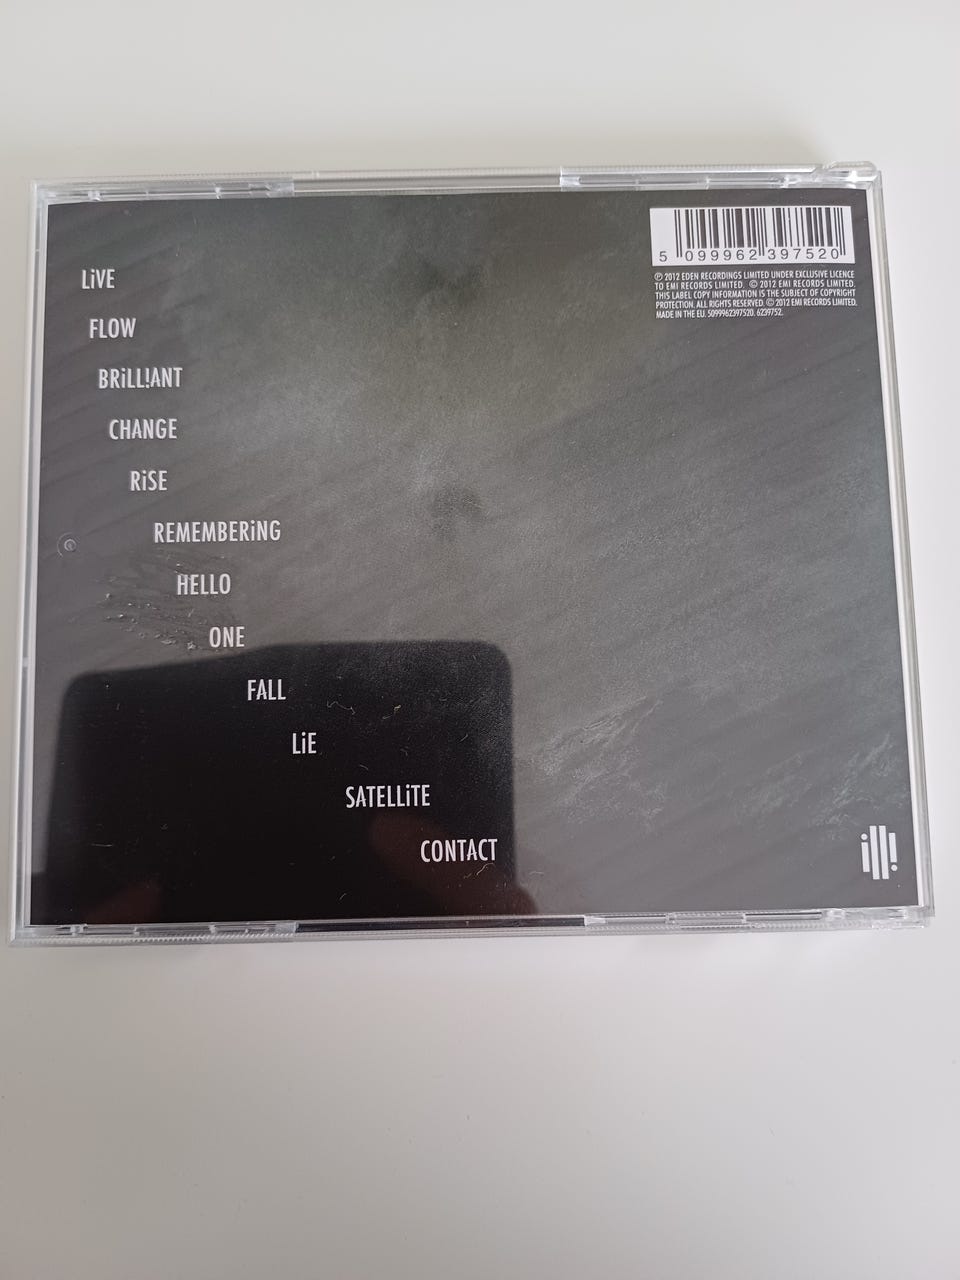 LiVE
FLOW
BRiLL!ANT
CHANGE
RiSE
REMEMBERiNG
HELLO
ONE
FALL
LiE
SATELLiTE
CONTACT
5 099962 397520
℗ 2012 EDEN RECORDINGS LIMITED UNDER EXCLUSIVE LICENCE
TO EMI RECORDS LIMITED. © 2012 EMI RECORDS LIMITED.
THIS LABEL COPY INFORMATION IS THE SUBJECT OF COPYRIGHT
PROTECTION. ALL RIGHTS RESERVED. © 2012 EMI RECORDS LIMITED.
MADE IN THE EU. 5099962397520. 6239752.
ill!